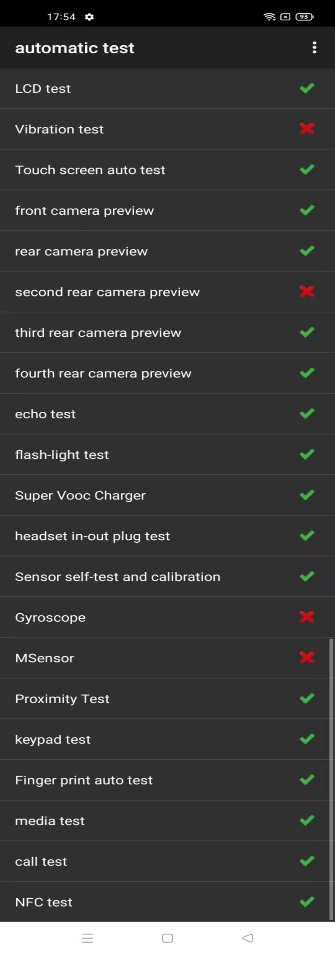 17:54
93
automatic test
LCD test
Vibration test
Touch screen auto test
front camera preview
rear camera preview
second rear camera preview
third rear camera preview
fourth rear camera preview
echo test
flash-light test
Super Vooc Charger
headset in-out plug test
Sensor self-test and calibration
Gyroscope
MSensor
Proximity Test
keypad test
Finger print auto test
media test
call test
NFC test